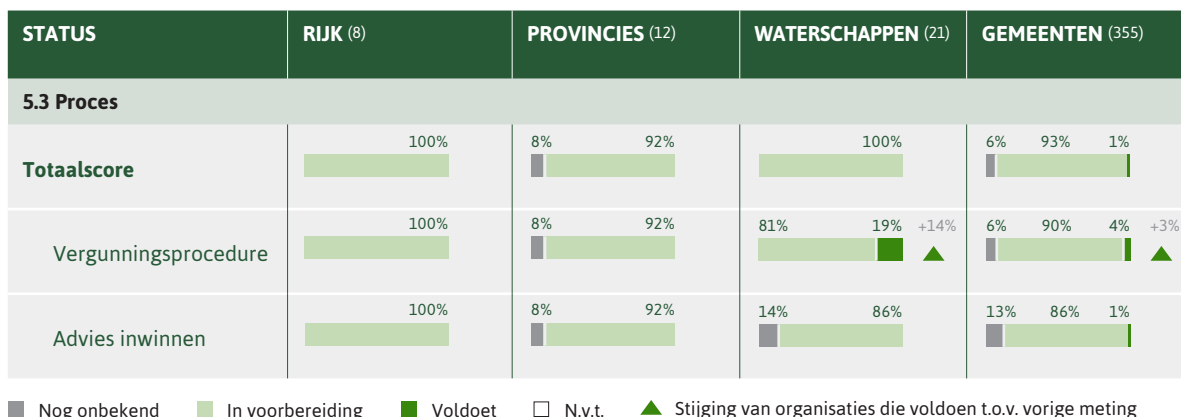 STATUS RIJK (8) PROVINCIES (12) WATERSCHAPPEN (21) GEMEENTEN (355)
5.3 Proces
100% 8% 92% 100% 6% 93% 1%
Totaalscore
100% 8% 92% 81% 19% +14% 6% 90% 4% +3%
Vergunningsprocedure
100% 8% 92% 14% 86% 13% 86% 1%
Advies inwinnen
Nog onbekend In voorbereiding Voldoet N.v.t. Stijging van organisaties die voldoen t.o.v. vorige meting